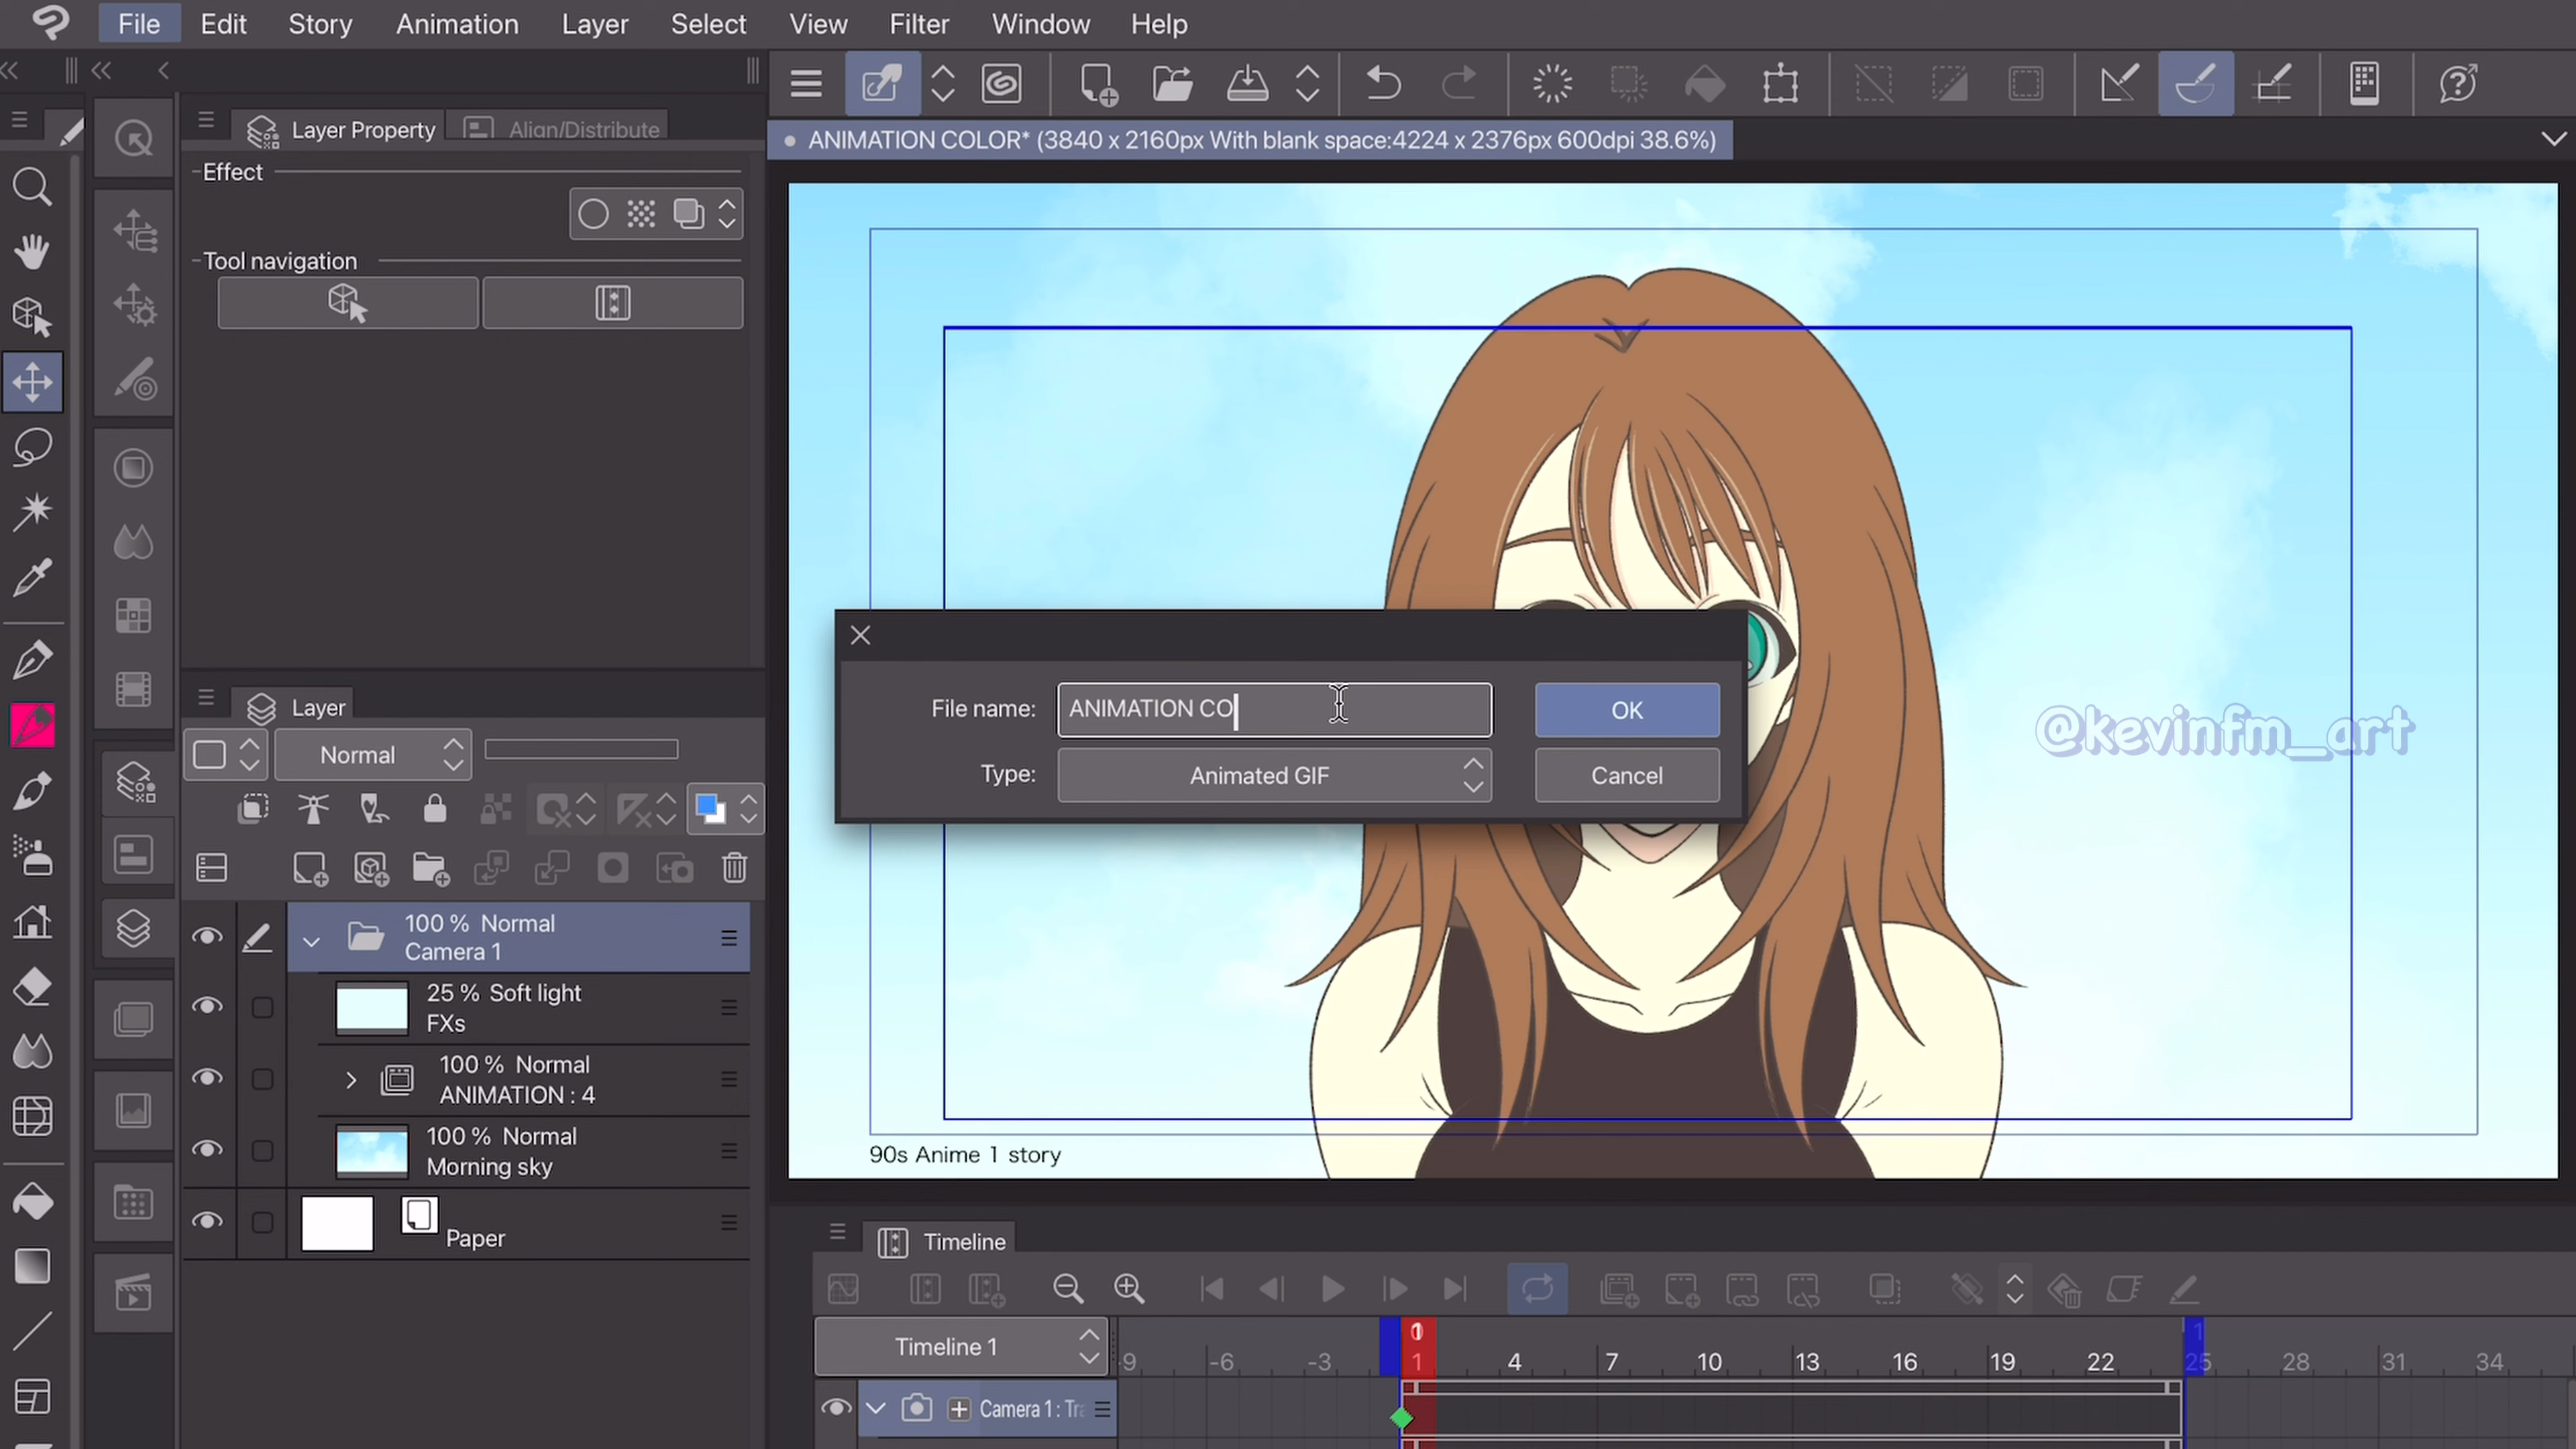 File Edit Story Animation Layer Select View Filter Window Help
Layer Property Align/Distribute
ANIMATION COLOR* (3840 x 2160px With blank space:4224 x 2376px 600dpi 38.6%)
Effect
Tool navigation
File name: ANIMATION CO OK
Type: Animated GIF Cancel
@kevinfm_art
Layer
Normal
100 % Normal
Camera 1
25 % Soft light
FXs
100 % Normal
ANIMATION : 4
100 % Normal
Morning sky
Paper
90s Anime 1 story
Timeline
Timeline 1
0 1
-9 -6 -3 1 4 7 10 13 16 19 22 25 28 31 34
Camera 1 :